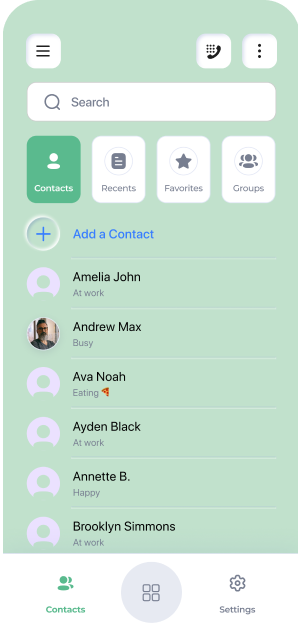 Search
Contacts
Recents
Favorites
Groups
Add a Contact
Amelia John
At work
Andrew Max
Busy
Ava Noah
Eating 🍕
Ayden Black
At work
Annette B.
Happy
Brooklyn Simmons
At work
Contacts
Settings